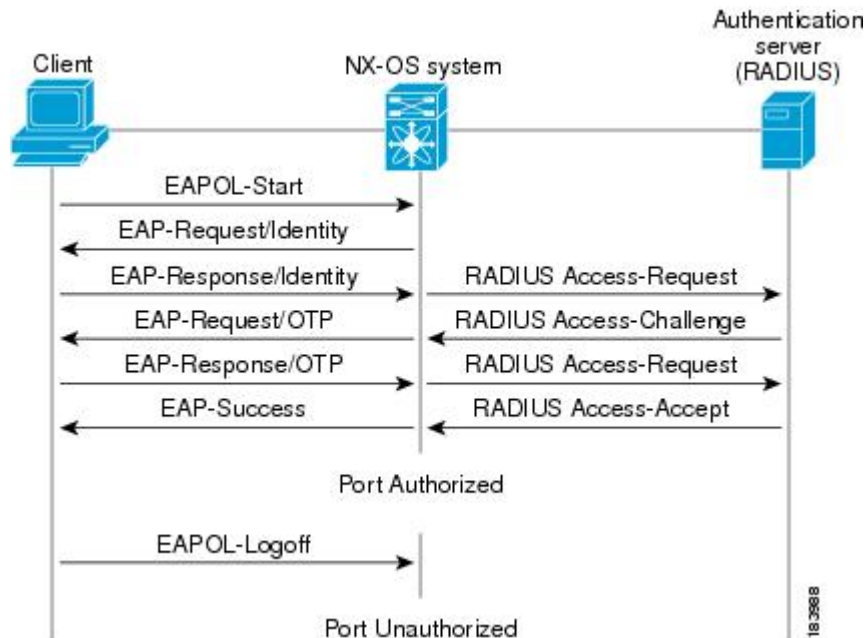 Authentication
server
(RADIUS)
Client
NX-OS system
EAPOL-Start
EAP-Request/Identity
EAP-Response/Identity
RADIUS Access-Request
EAP-Request/OTP
RADIUS Access-Challenge
EAP-Response/OTP
RADIUS Access-Request
EAP-Success
RADIUS Access-Accept
Port Authorized
EAPOL-Logoff
Port Unauthorized
183988